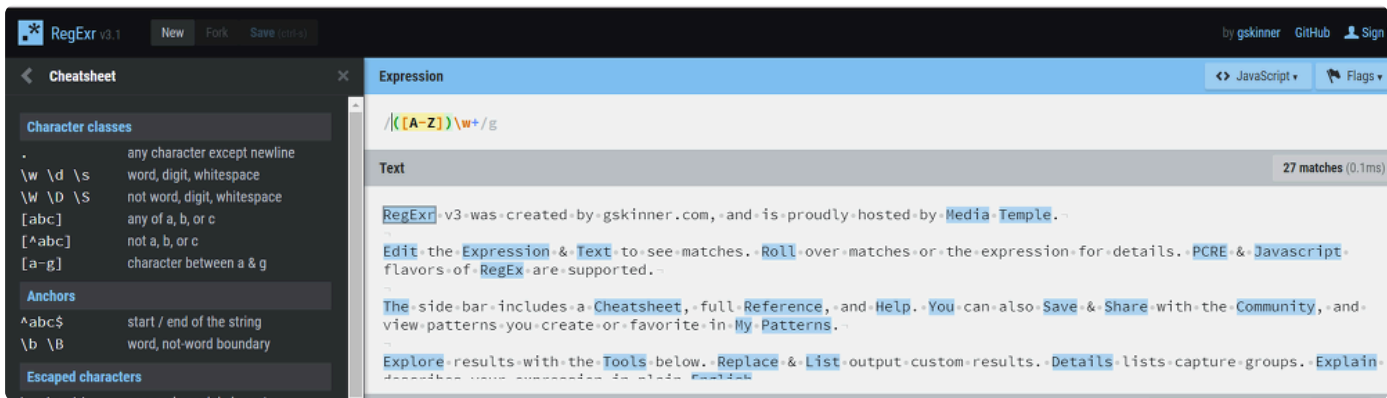 RegExr v3.1 New Fork Save (ctrl-s) by gskinner GitHub Sign
Cheatsheet
Character classes
. any character except newline
\w \d \s word, digit, whitespace
\W \D \S not word, digit, whitespace
[abc] any of a, b, or c
[^abc] not a, b, or c
[a-g] character between a & g
Anchors
^abc$ start / end of the string
\b \B word, not-word boundary
Escaped characters
Expression JavaScript Flags
/([A-Z])\w+/g
Text 27 matches (0.1ms)
RegExr v3 was created by gskinner.com, and is proudly hosted by Media Temple.
Edit the Expression & Text to see matches. Roll over matches or the expression for details. PCRE & Javascript
flavors of RegEx are supported.
The side bar includes a Cheatsheet, full Reference, and Help. You can also Save & Share with the Community, and
view patterns you create or favorite in My Patterns.
Explore results with the Tools below. Replace & List output custom results. Details lists capture groups. Explain
describes your expression in plain English